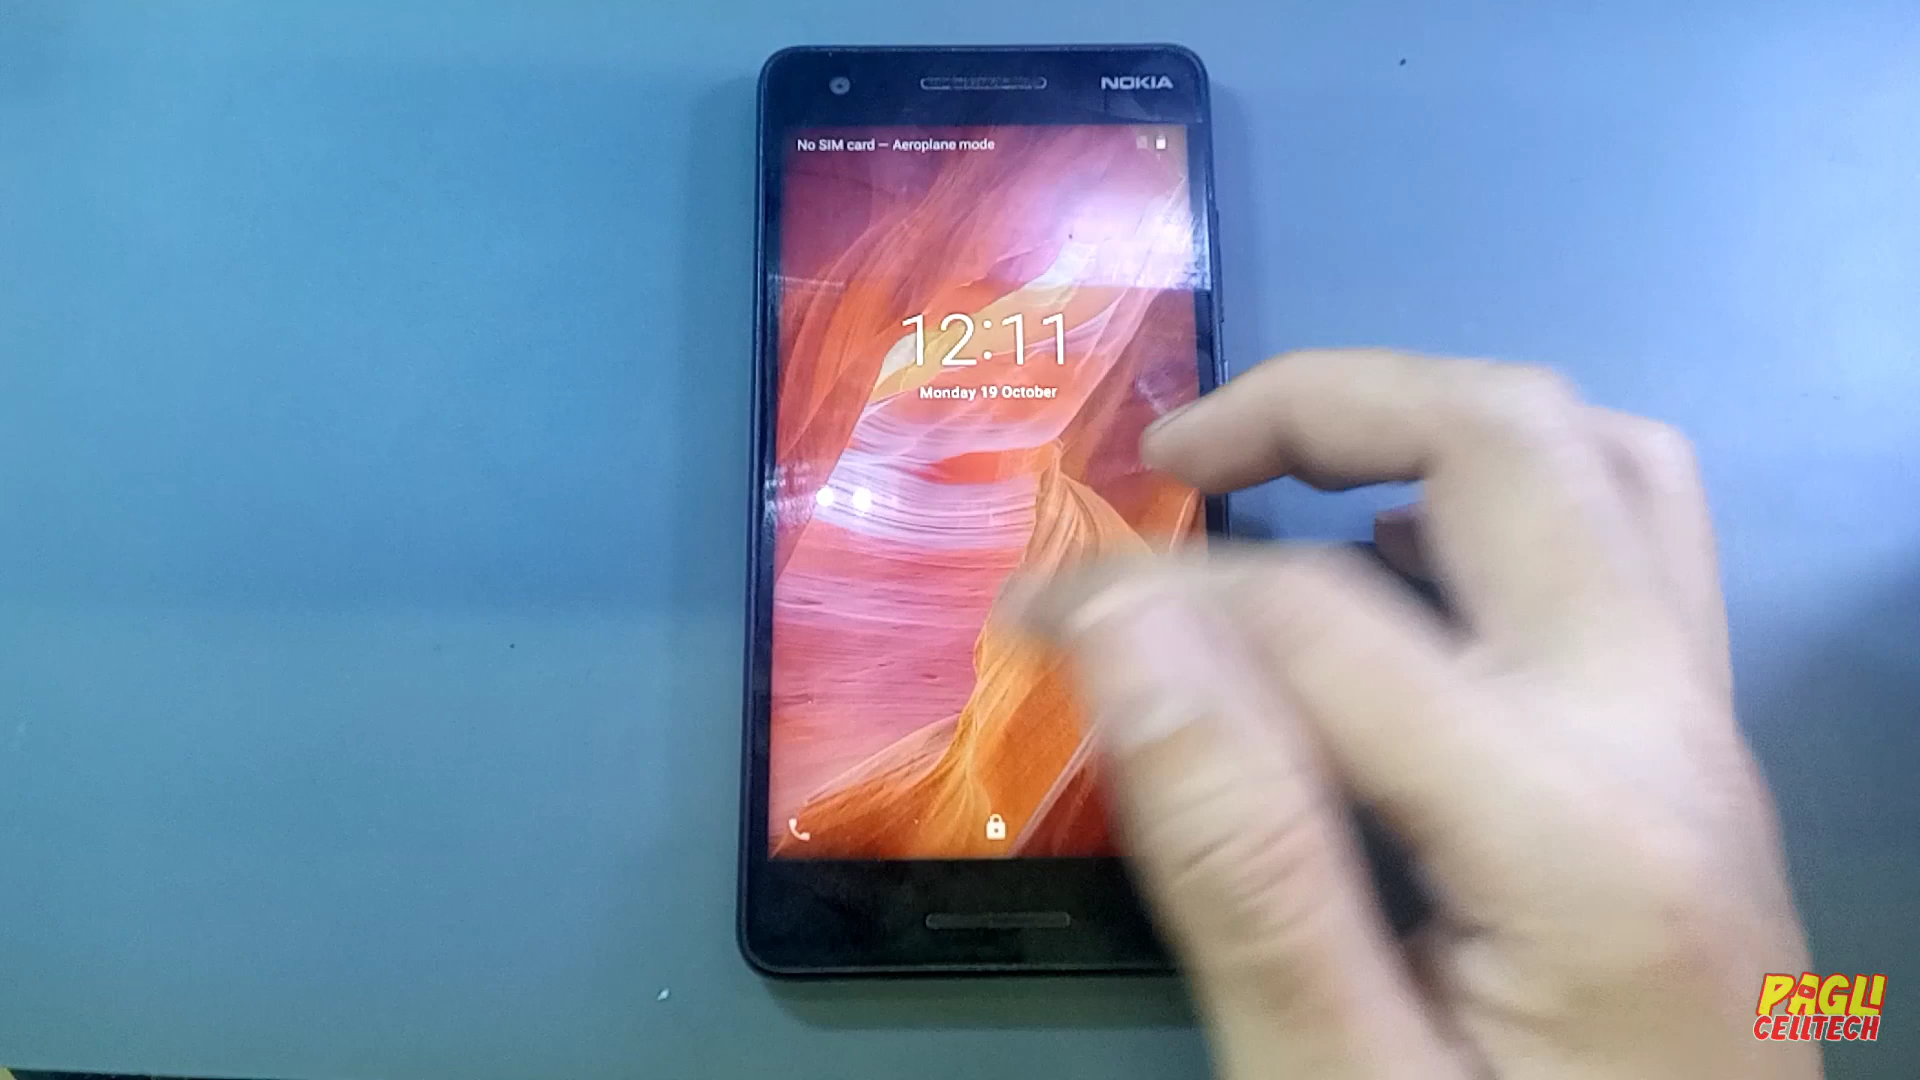 NOKIA
No SIM card — Aeroplane mode
12:11
Monday 19 October
PAGLI
CELLTECH